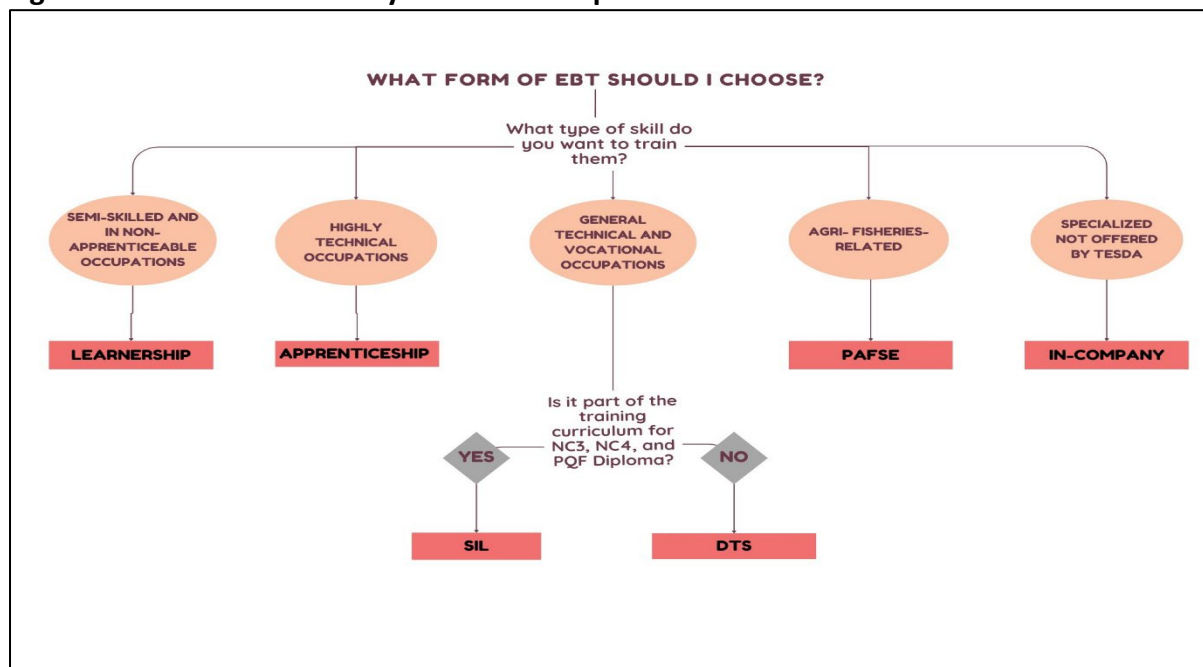 WHAT FORM OF EBT SHOULD I CHOOSE?
What type of skill do
you want to train
them?
SEMI-SKILLED AND
IN NON-
APPRENTICEABLE
OCCUPATIONS
HIGHLY
TECHNICAL
OCCUPATIONS
GENERAL
TECHNICAL AND
VOCATIONAL
OCCUPATIONS
AGRI- FISHERIES-
RELATED
SPECIALIZED
NOT OFFERED
BY TESDA
LEARNERSHIP
APPRENTICESHIP
PAFSE
IN-COMPANY
Is it part of the
training
curriculum for
NC3, NC4, and
PQF Diploma?
YES
NO
SIL
DTS